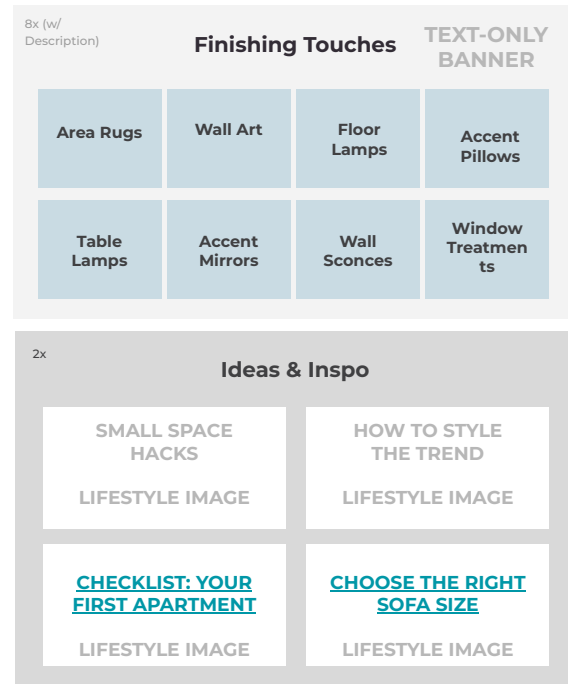 8x (w/
Description)
Finishing Touches
TEXT-ONLY
BANNER
Area Rugs
Wall Art
Floor
Lamps
Accent
Pillows
Table
Lamps
Accent
Mirrors
Wall
Sconces
Window
Treatmen
ts
2x
Ideas & Inspo
SMALL SPACE
HACKS
LIFESTYLE IMAGE
HOW TO STYLE
THE TREND
LIFESTYLE IMAGE
CHECKLIST: YOUR
FIRST APARTMENT
LIFESTYLE IMAGE
CHOOSE THE RIGHT
SOFA SIZE
LIFESTYLE IMAGE